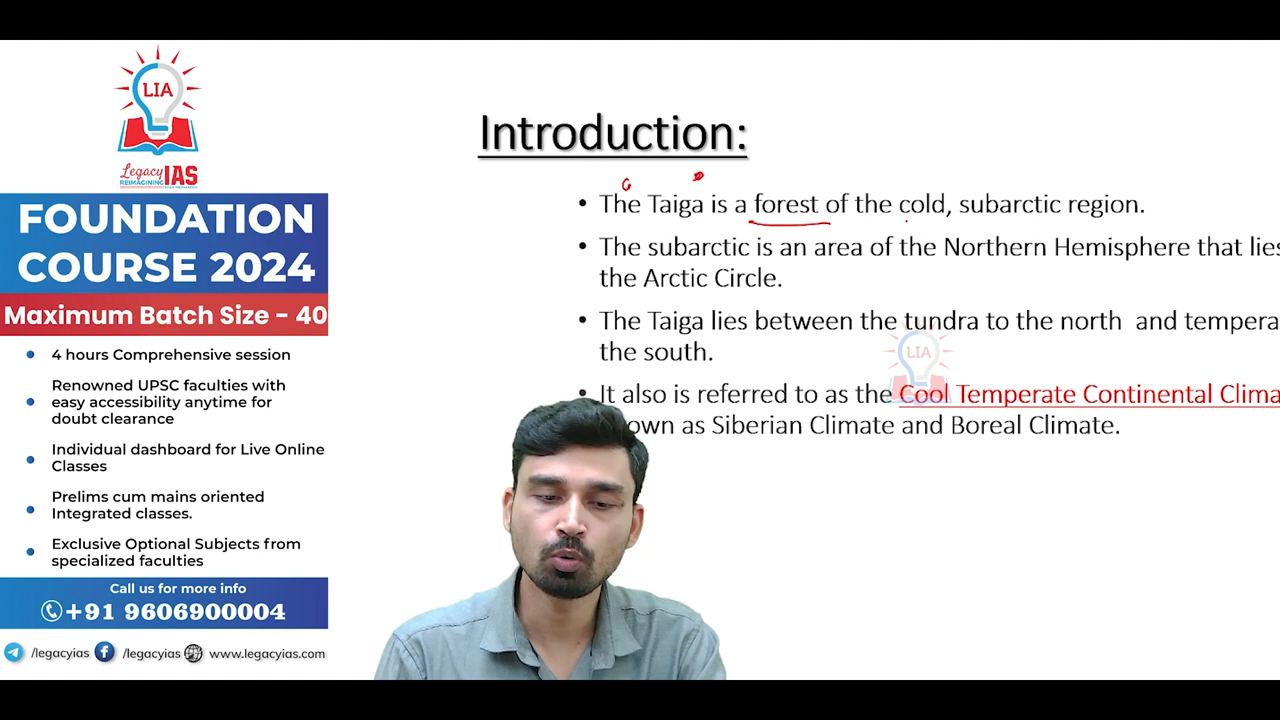 LIA
Legacy IAS
REIMAGINING IAS PREPARATION
FOUNDATION
COURSE 2024
Maximum Batch Size - 40
4 hours Comprehensive session
Renowned UPSC faculties with
easy accessibility anytime for
doubt clearance
Individual dashboard for Live Online
Classes
Prelims cum mains oriented
Integrated classes.
Exclusive Optional Subjects from
specialized faculties
Call us for more info
+91 9606900004
/legacyias /legacyias www.legacyias.com
Introduction:
• The Taiga is a forest of the cold, subarctic region.
• The subarctic is an area of the Northern Hemisphere that lies
the Arctic Circle.
• The Taiga lies between the tundra to the north and tempera
the south.
LIA
• It also is referred to as the Cool Temperate Continental Clima
own as Siberian Climate and Boreal Climate.